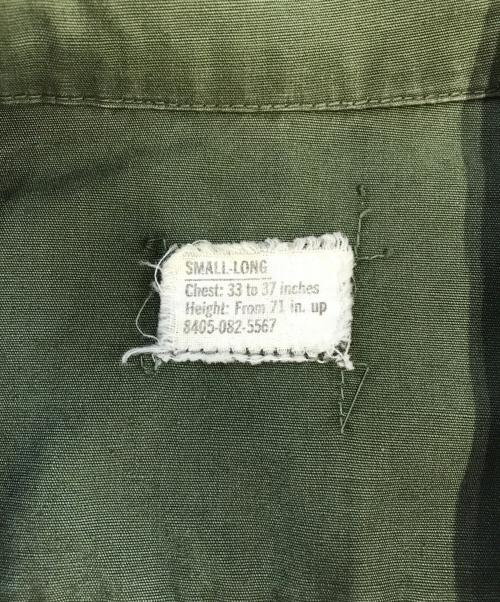 SMALL-LONG
Chest: 33 to 37 inches
Height: From 71 in. up
8405-082-5567